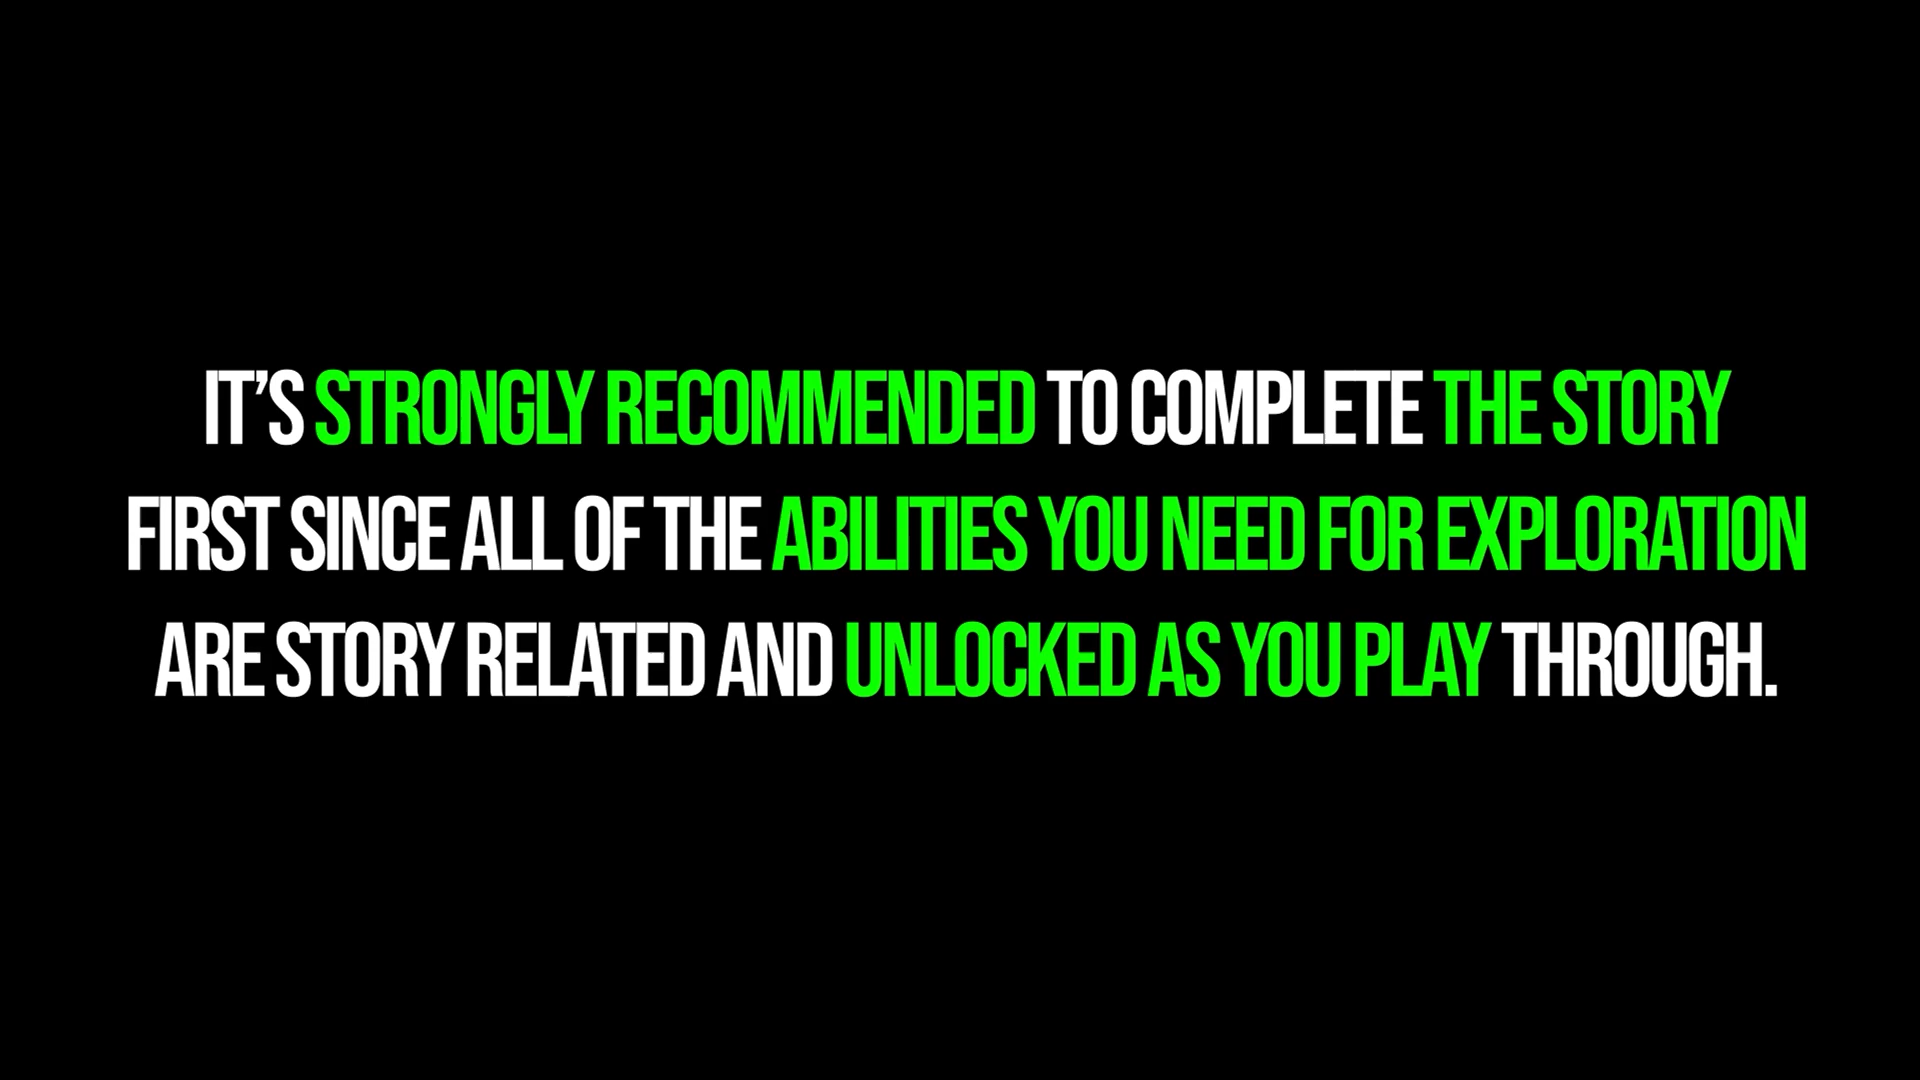 IT'S STRONGLY RECOMMENDED TO COMPLETE THE STORY
FIRST SINCE ALL OF THE ABILITIES YOU NEED FOR EXPLORATION
ARE STORY RELATED AND UNLOCKED AS YOU PLAY THROUGH.